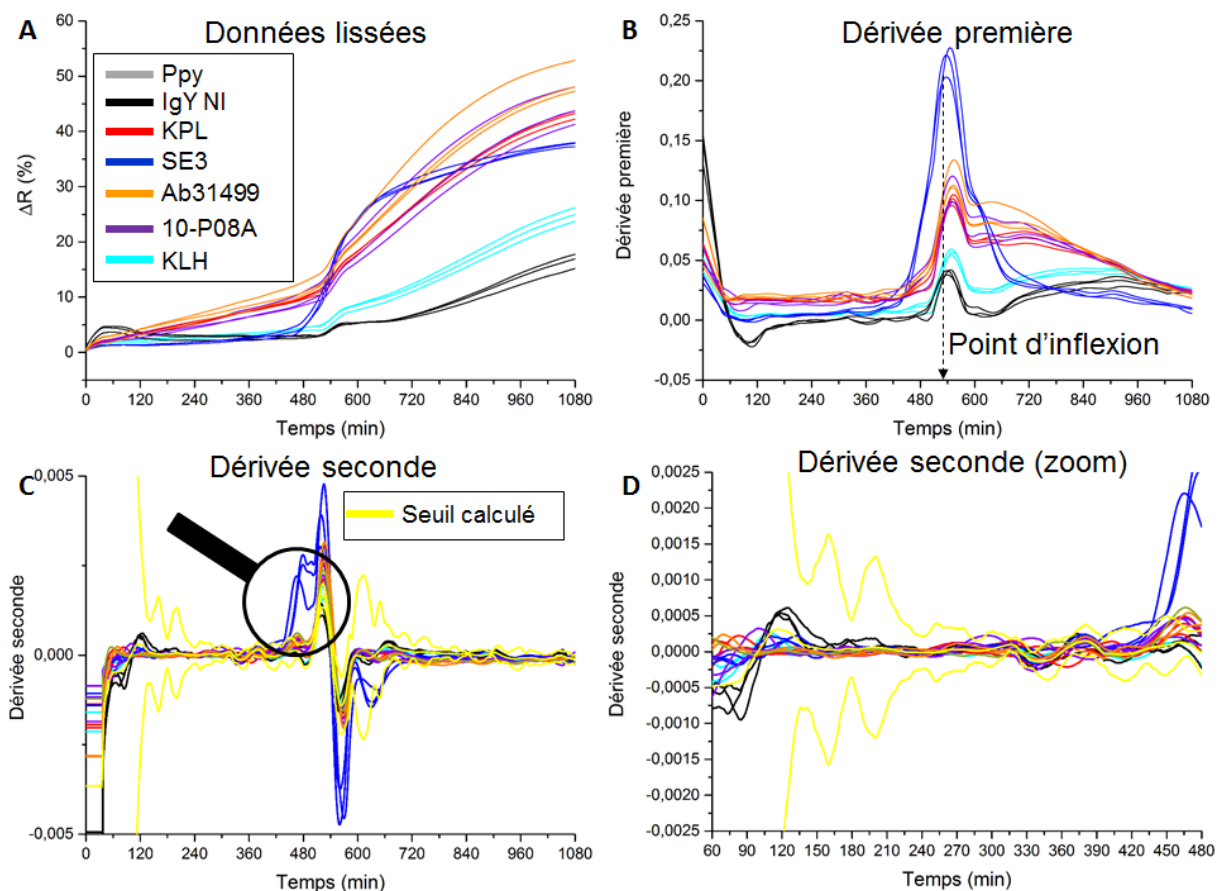 A
Données lissées
60
50
40
30
20
10
0
ΔR (%)
Ppy
IgY NI
KPL
SE3
Ab31499
10-P08A
KLH
0 120 240 360 480 600 720 840 960 1080
Temps (min)
B
Dérivée première
0,25
0,20
0,15
0,10
0,05
0,00
-0,05
Dérivée première
Point d'inflexion
0 120 240 360 480 600 720 840 960 1080
Temps (min)
C
Dérivée seconde
0,005
0,000
-0,005
Dérivée seconde
Seuil calculé
0 120 240 360 480 600 720 840 960 1080
Temps (min)
D
Dérivée seconde (zoom)
0,0025
0,0020
0,0015
0,0010
0,0005
0,0000
-0,0005
-0,0010
-0,0015
-0,0020
-0,0025
Dérivée seconde
60 90 120 150 180 210 240 270 300 330 360 390 420 450 480
Temps (min)